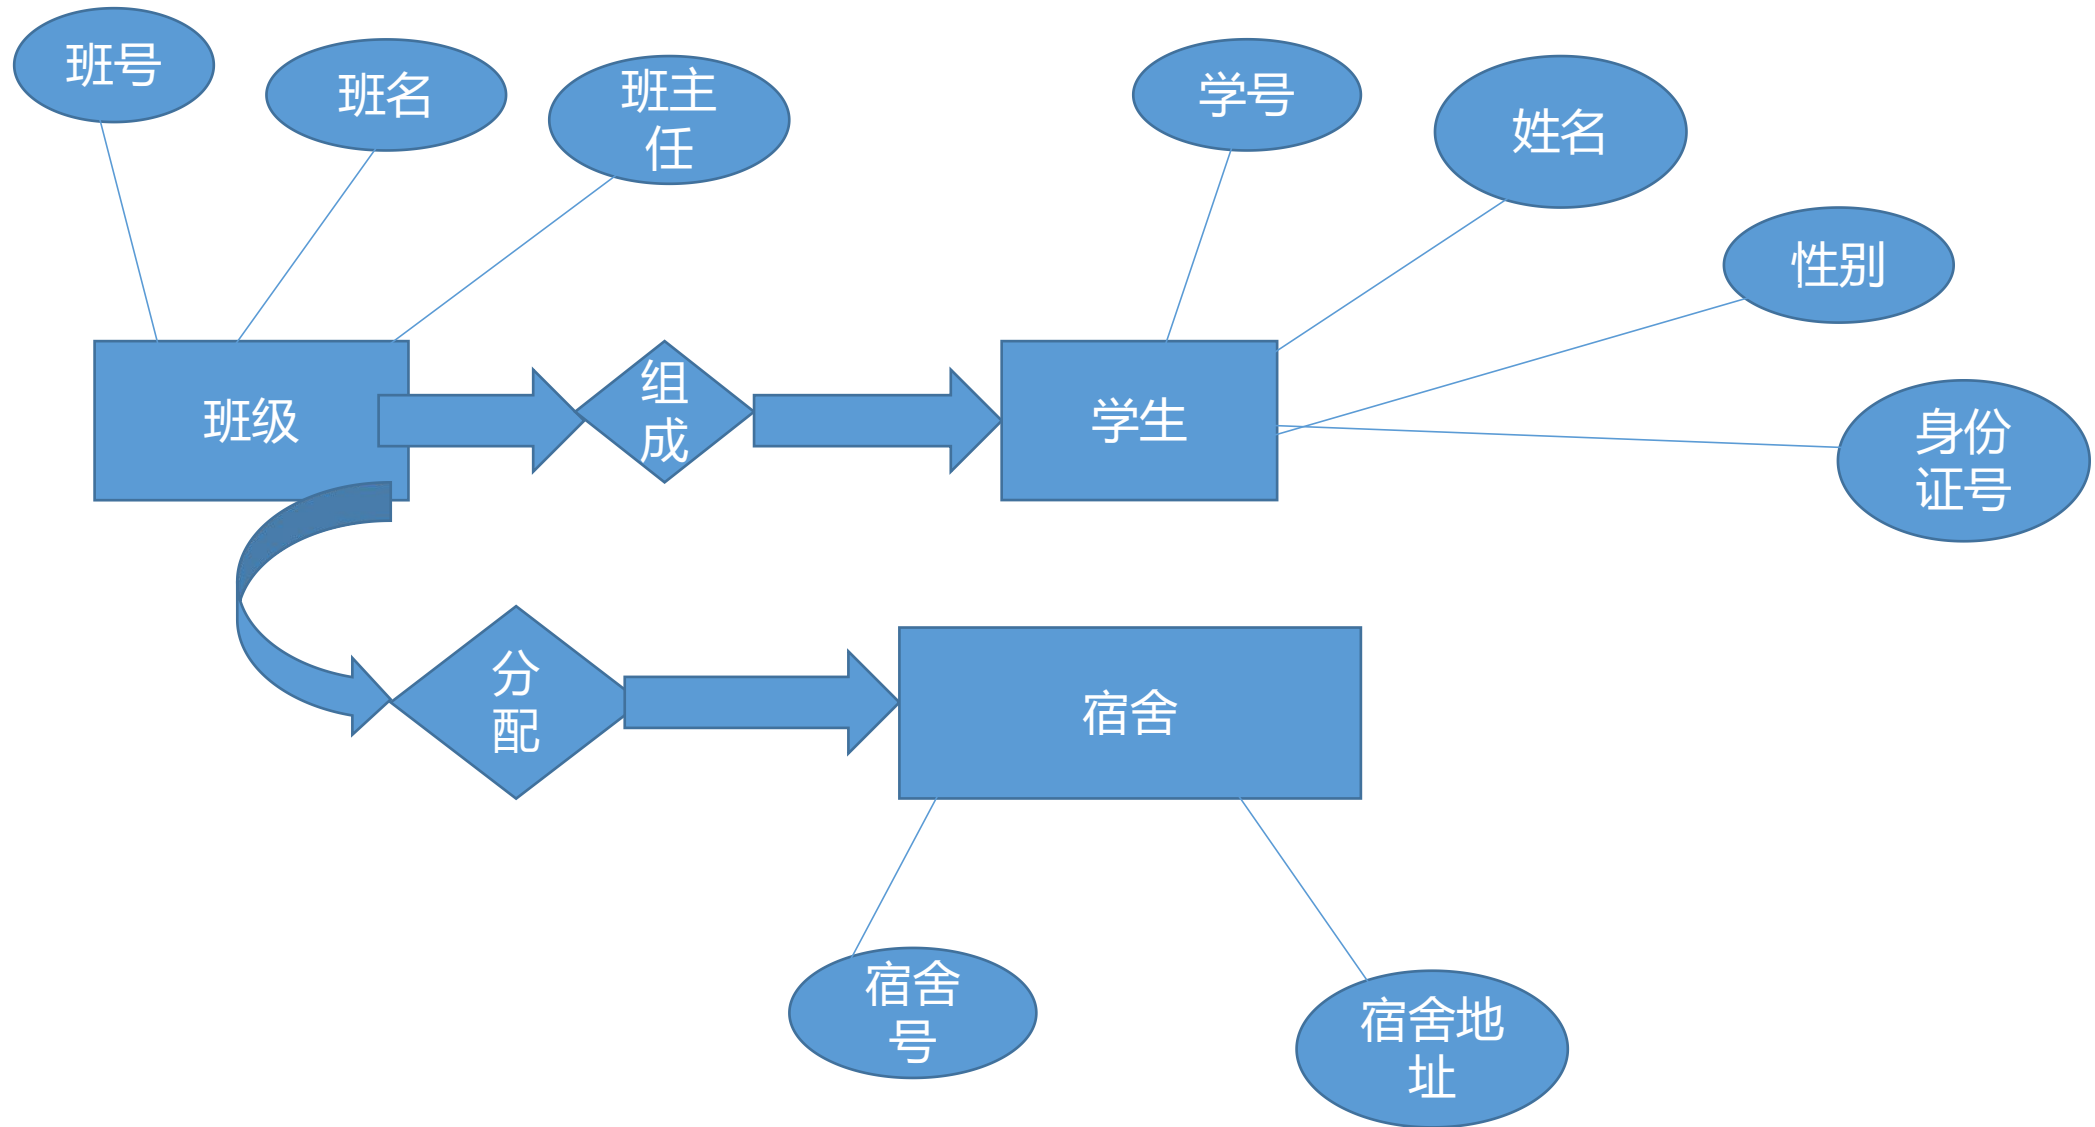 班号
班名
班主
任
学号
姓名
性别
身份
证号
班级
组
成
学生
分
配
宿舍
宿舍
号
宿舍地
址